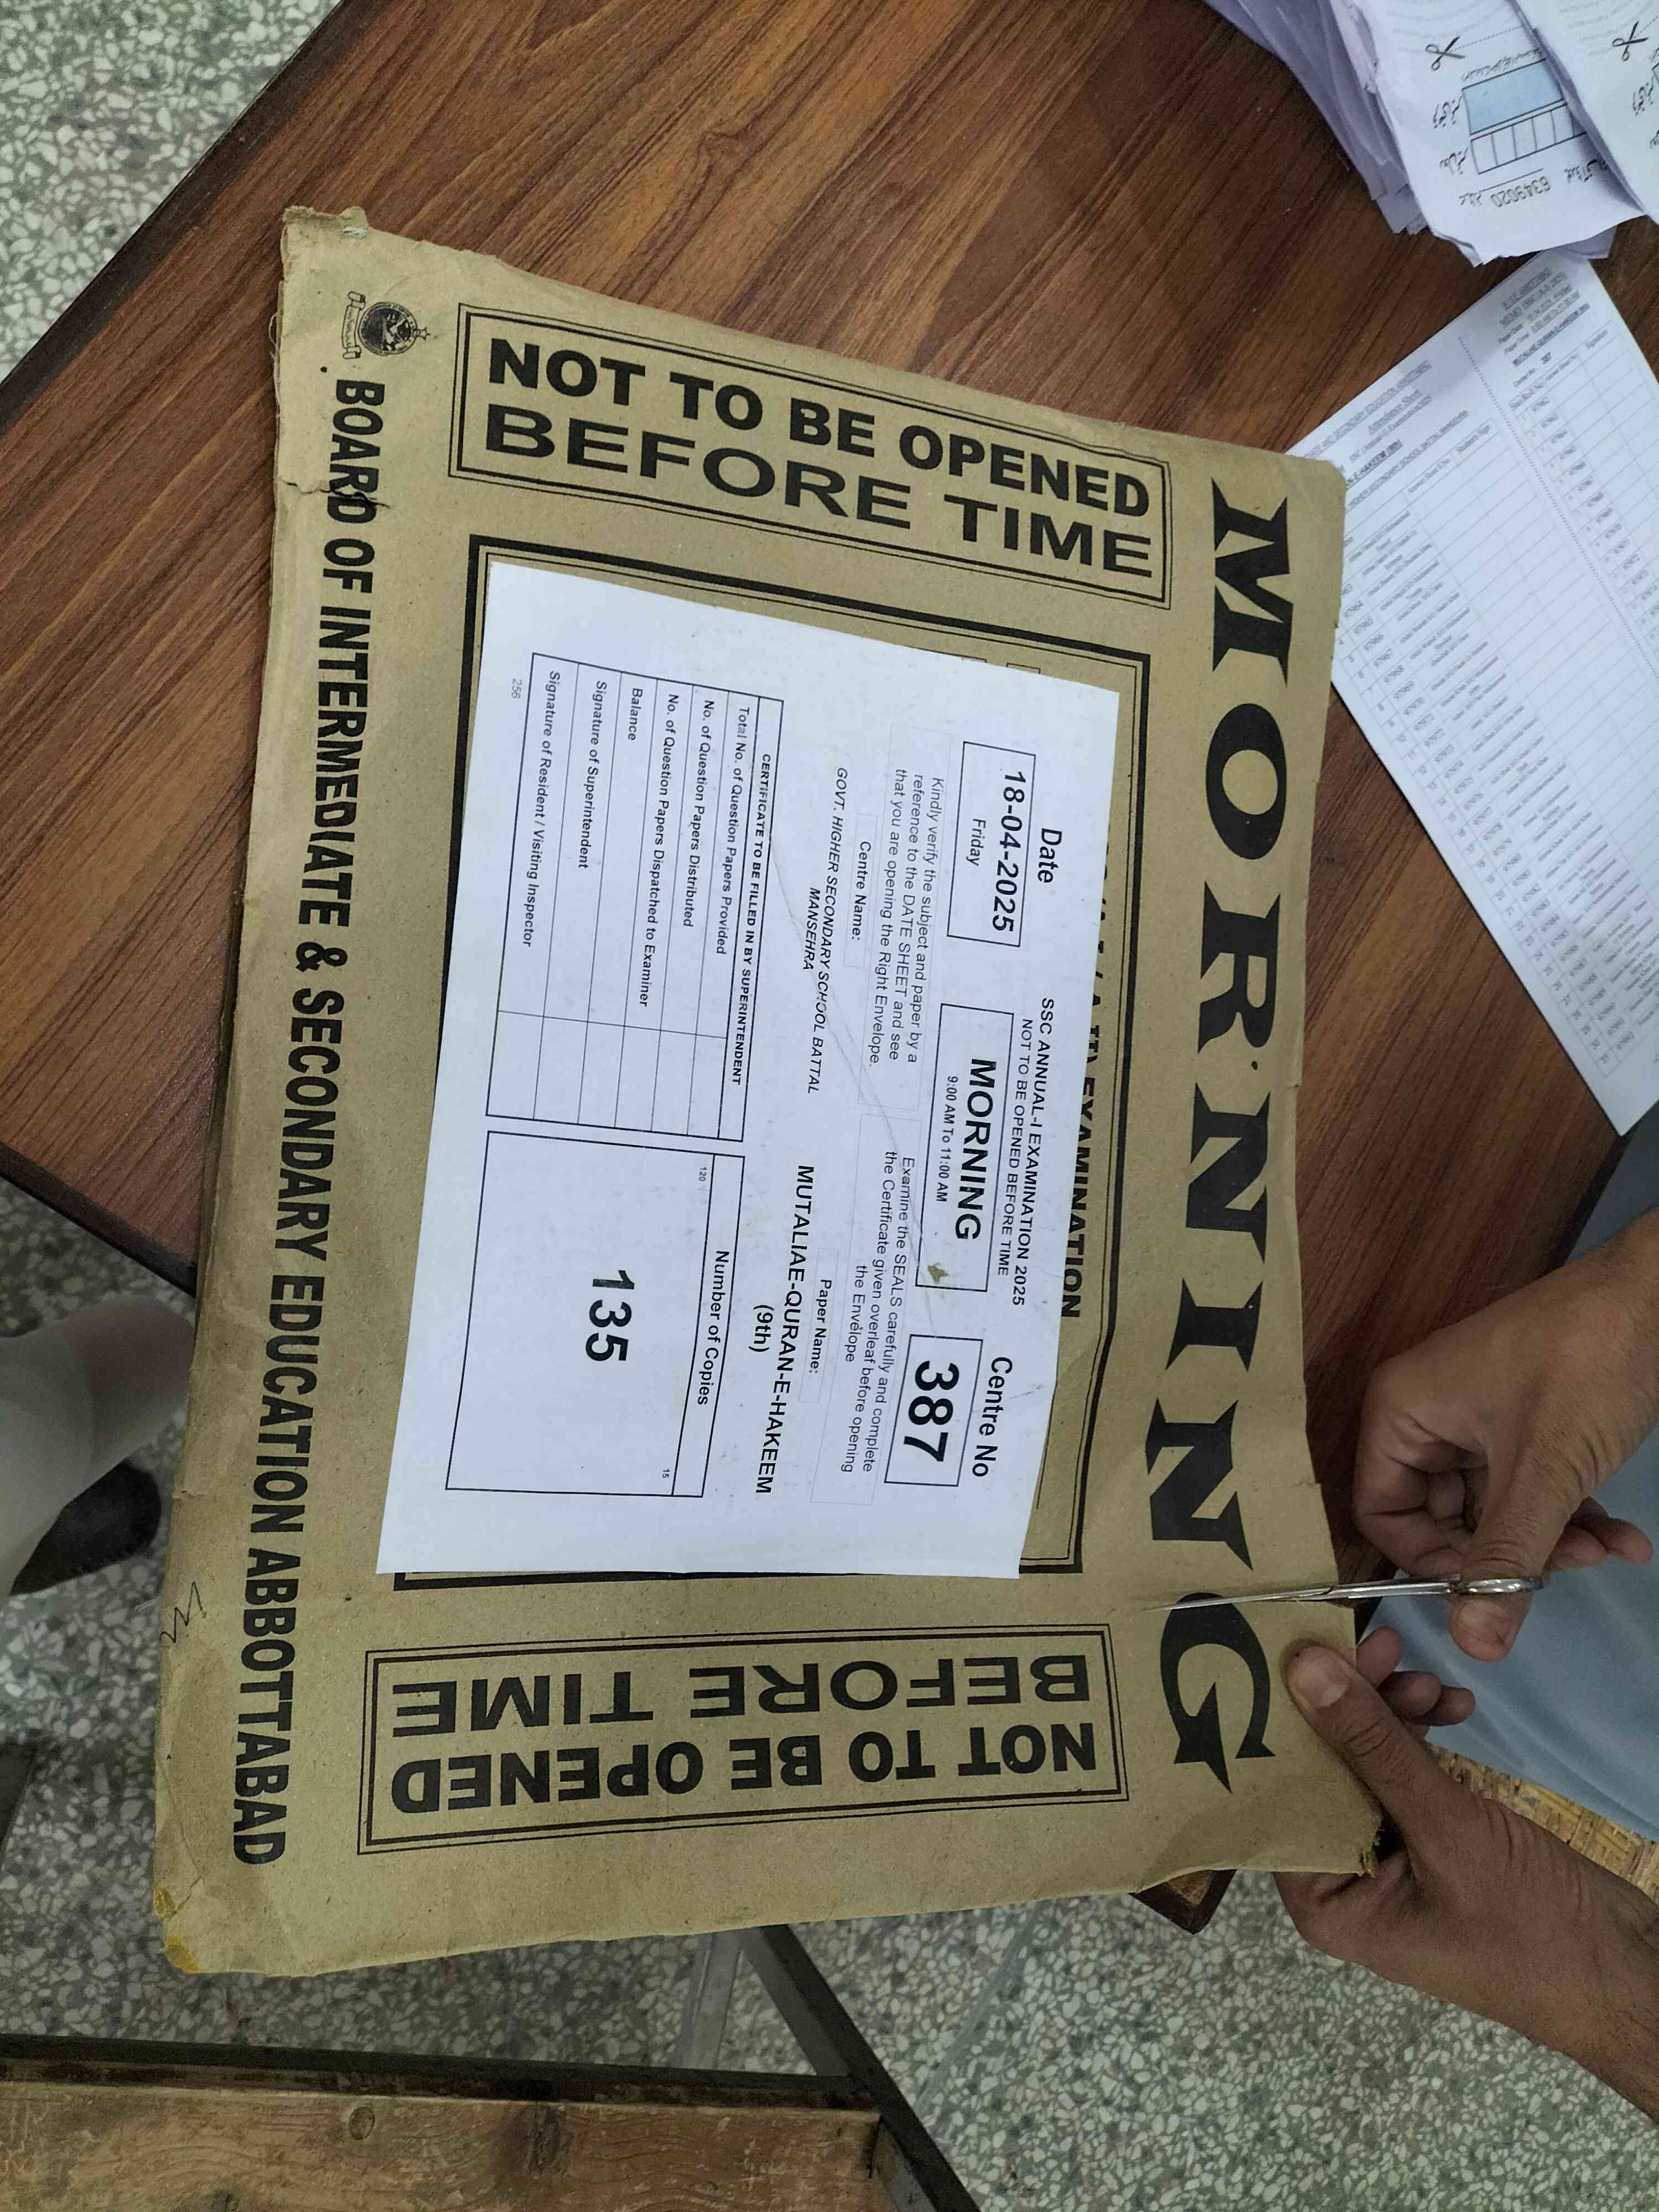 MORNING
NOT TO BE OPENED
BEFORE TIME
EXAMINATION
Date
18-04-2025
Friday
SSC ANNUAL-I EXAMINATION 2025
NOT TO BE OPENED BEFORE TIME
MORNING
9:00 AM To 11:00 AM
Centre No
387
Kindly verify the subject and paper by a
reference to the DATE SHEET and see
that you are opening the Right Envelope.
Examine the SEALS carefully and complete
the Certificate given overleaf before opening
the Envelope
Centre Name:
GOVT. HIGHER SECONDARY SCHOOL BATTAL
MANSEHRA
Paper Name:
MUTALIAE-QURAN-E-HAKEEM
(9th)
CERTIFICATE TO BE FILLED IN BY SUPERINTENDENT
Total No. of Question Papers Provided
No. of Question Papers Distributed
No. of Question Papers Dispatched to Examiner
Balance
Signature of Superintendent
Signature of Resident / Visiting Inspector
256
Number of Copies
120
15
135
NOT TO BE OPENED
BEFORE TIME
BOARD OF INTERMEDIATE & SECONDARY EDUCATION ABBOTTABAD
6349020